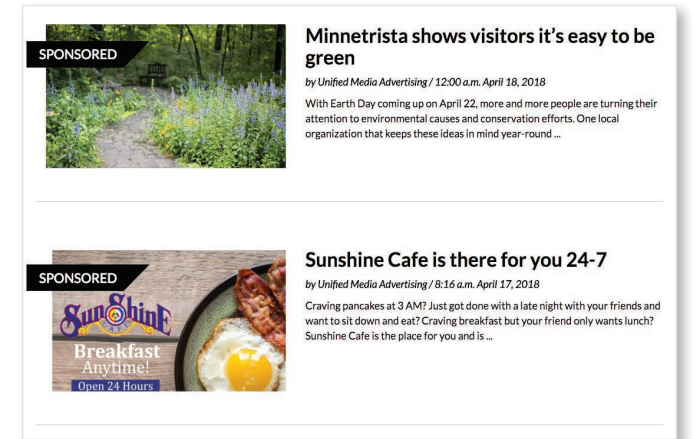 SPONSORED
Minnetrista shows visitors it's easy to be
green
by Unified Media Advertising / 12:00 a.m. April 18, 2018
With Earth Day coming up on April 22, more and more people are turning their
attention to environmental causes and conservation efforts. One local
organization that keeps these ideas in mind year-round ...
SPONSORED
SunShine
CAFE
Breakfast
Anytime!
Open 24 Hours
Sunshine Cafe is there for you 24-7
by Unified Media Advertising / 8:16 a.m. April 17, 2018
Craving pancakes at 3 AM? Just got done with a late night with your friends and
want to sit down and eat? Craving breakfast but your friend only wants lunch?
Sunshine Cafe is the place for you and is ...